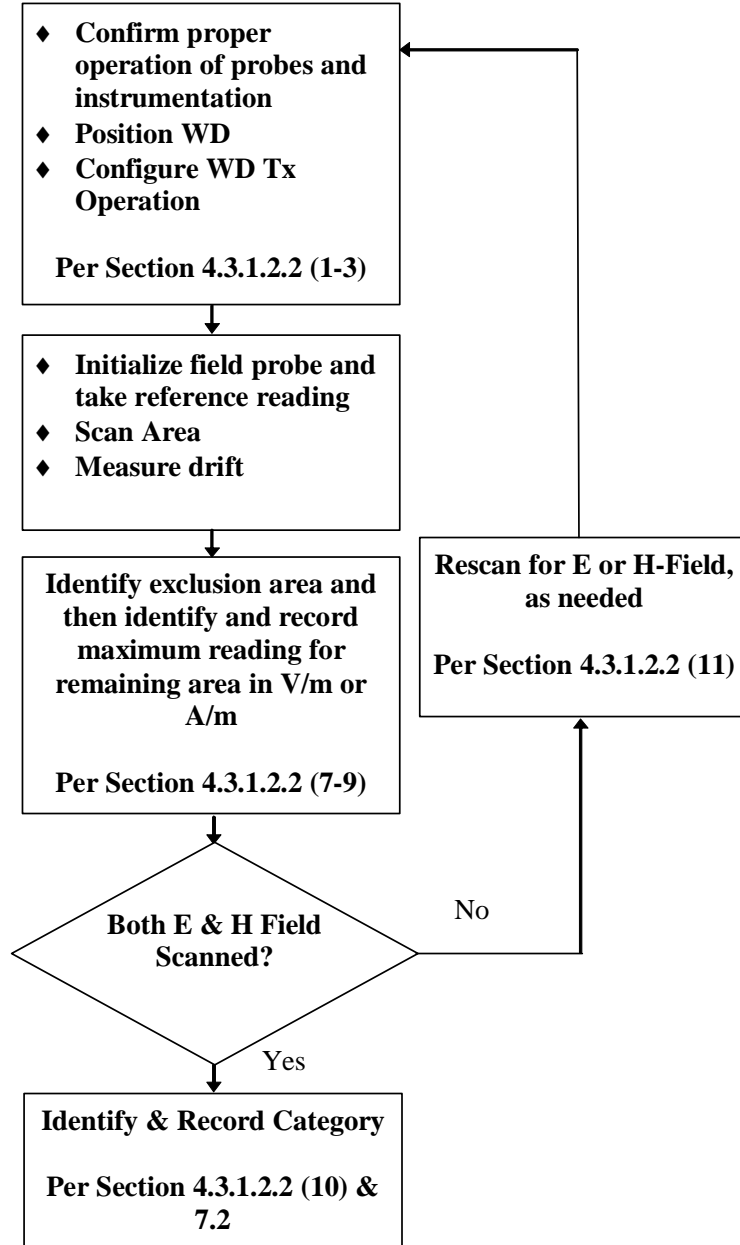 ♦ Confirm proper
operation of probes and
instrumentation
♦ Position WD
♦ Configure WD Tx
Operation
Per Section 4.3.1.2.2 (1-3)
♦ Initialize field probe and
take reference reading
♦ Scan Area
♦ Measure drift
Identify exclusion area and
then identify and record
maximum reading for
remaining area in V/m or
A/m
Per Section 4.3.1.2.2 (7-9)
Rescan for E or H-Field,
as needed
Per Section 4.3.1.2.2 (11)
Both E & H Field
Scanned?
No
Yes
Identify & Record Category
Per Section 4.3.1.2.2 (10) &
7.2